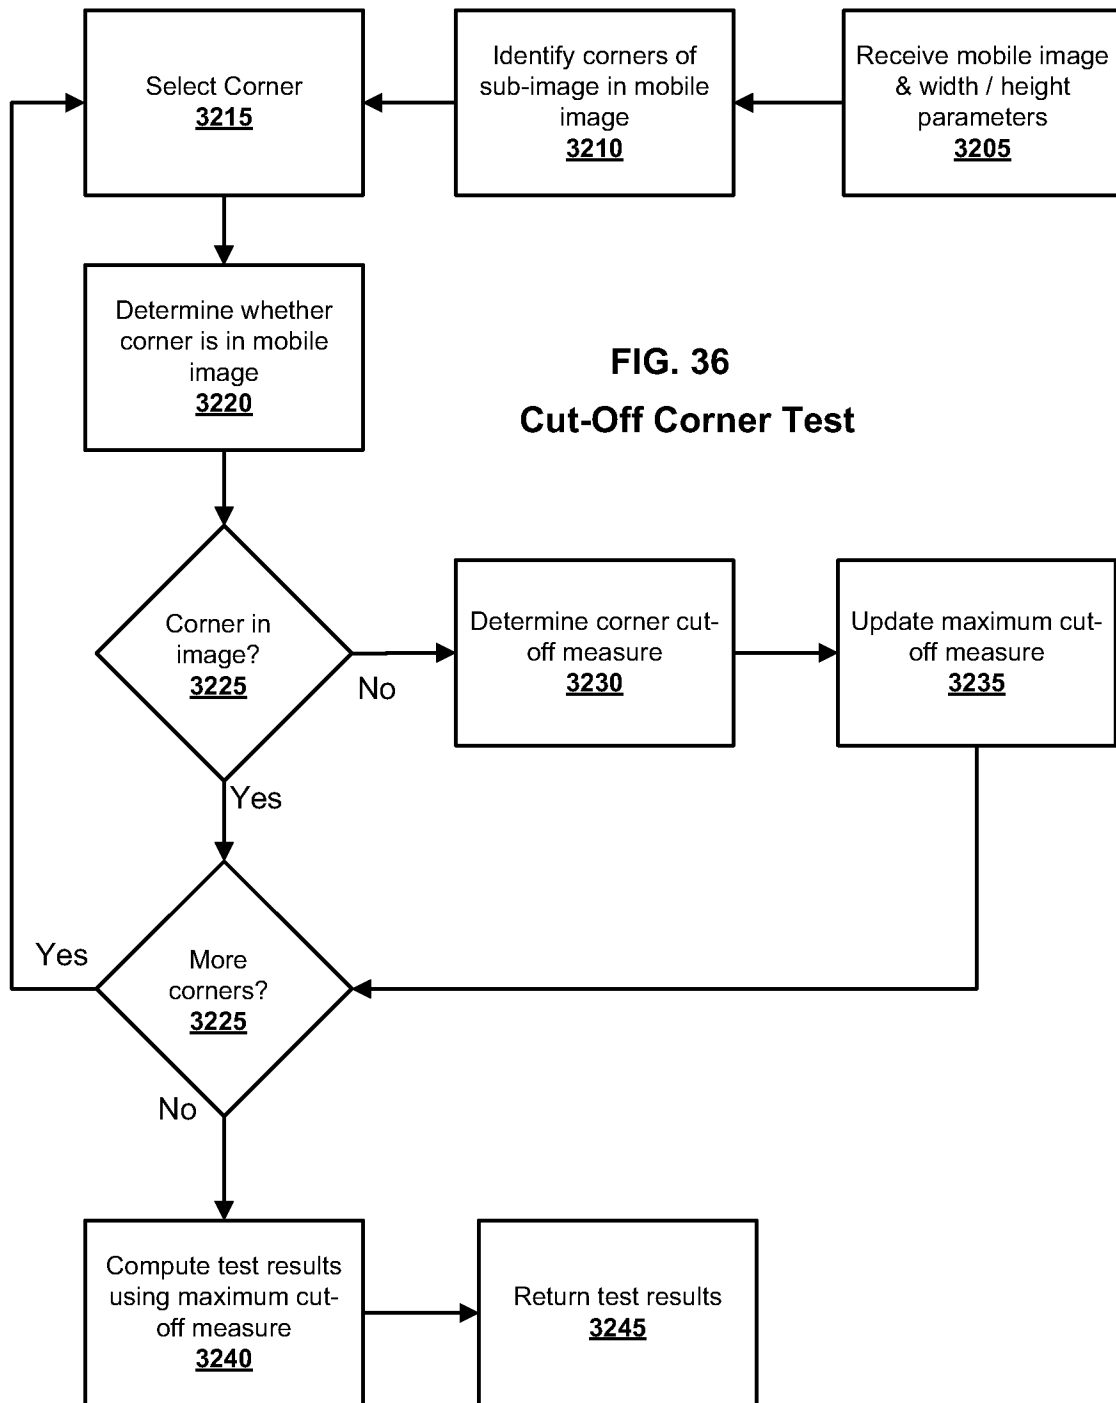 Select Corner
3215
Identify corners of
sub-image in mobile
image
3210
Receive mobile image
& width / height
parameters
3205
Determine whether
corner is in mobile
image
3220
FIG. 36
Cut-Off Corner Test
Corner in
image?
3225
No
Yes
Determine corner cut-
off measure
3230
Update maximum cut-
off measure
3235
More
corners?
3225
Yes
No
Compute test results
using maximum cut-
off measure
3240
Return test results
3245